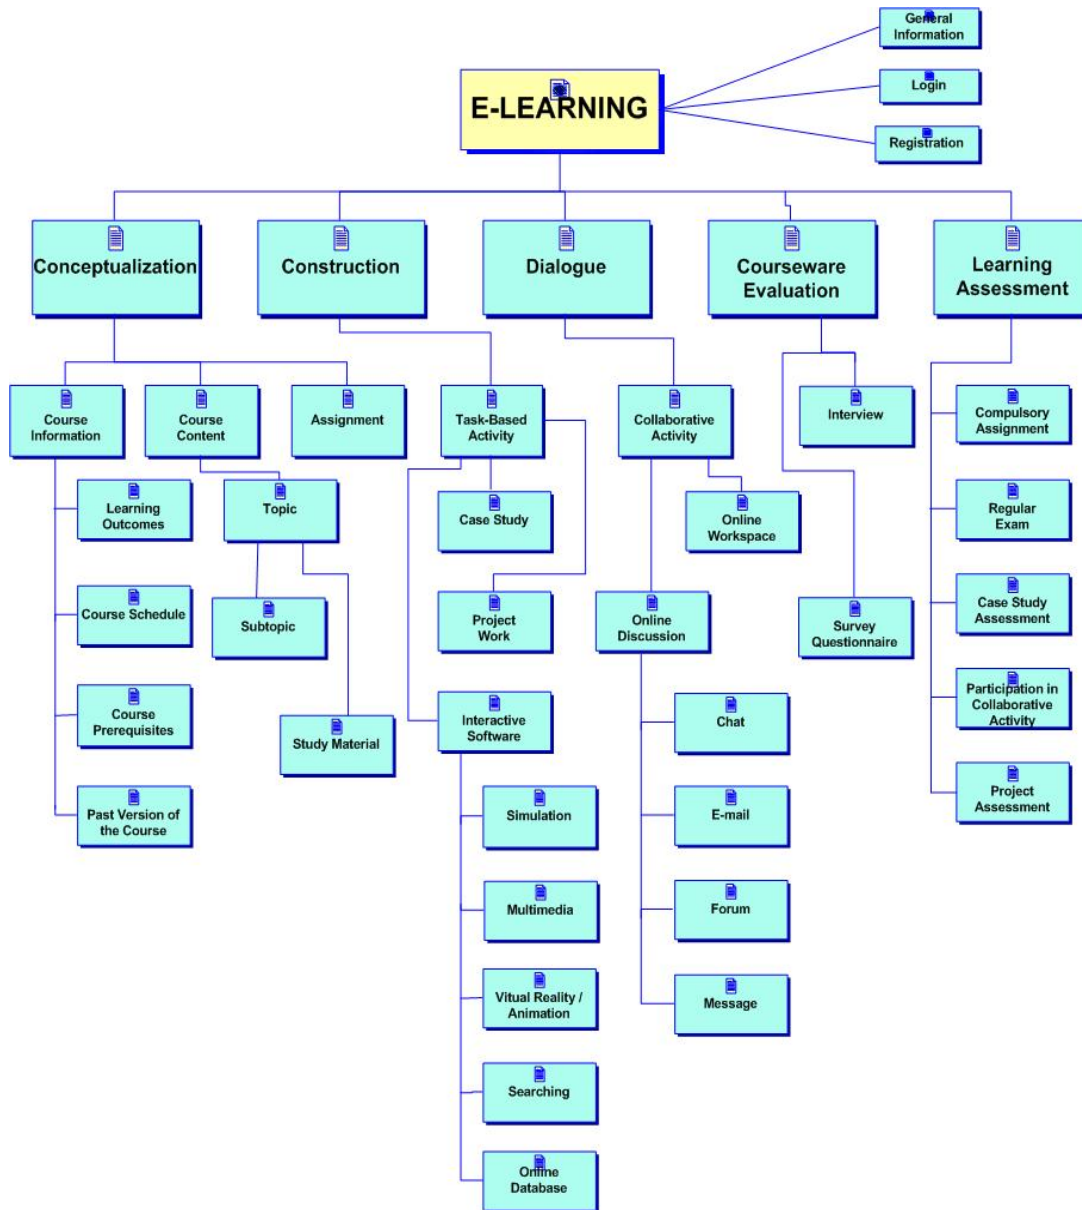 General
Information
E-LEARNING
Login
Registration
Conceptualization
Construction
Dialogue
Courseware
Evaluation
Learning
Assessment
Course
Information
Course
Content
Assignment
Task-Based
Activity
Collaborative
Activity
Interview
Compulsory
Assignment
Learning
Outcomes
Topic
Case Study
Online
Workspace
Regular
Exam
Course Schedule
Subtopic
Project
Work
Online
Discussion
Survey
Questionnaire
Case Study
Assessment
Course
Prerequisites
Study Material
Interactive
Software
Chat
Participation in
Collaborative
Activity
Past Version of
the Course
Simulation
E-mail
Project
Assessment
Multimedia
Forum
Vitual Reality /
Animation
Message
Searching
Online
Database